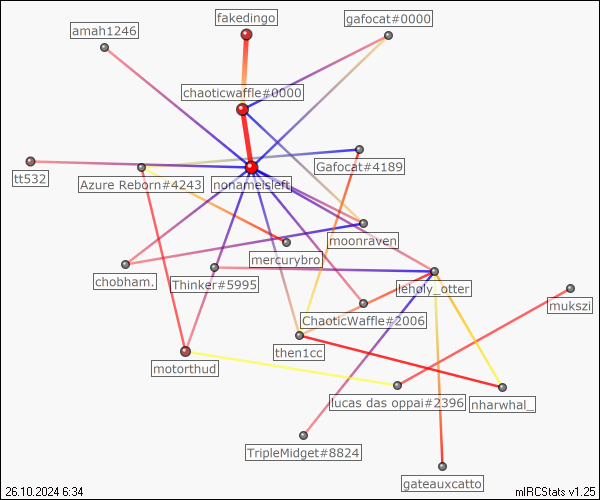 fakedingo
gafocat#0000
amah1246
chaoticwaffle#0000
Gafocat#4189
tt532
Azure Reborn#4243
nonameisleft
moonraven
mercurybro
chobham.
Thinker#5995
leholy_otter
mukszi
ChaoticWaffle#2006
then1cc
motorthud
lucas das oppai#2396
nharwhal_
TripleMidget#8824
gateauxcatto
26.10.2024 6:34
mIRCStats v1.25